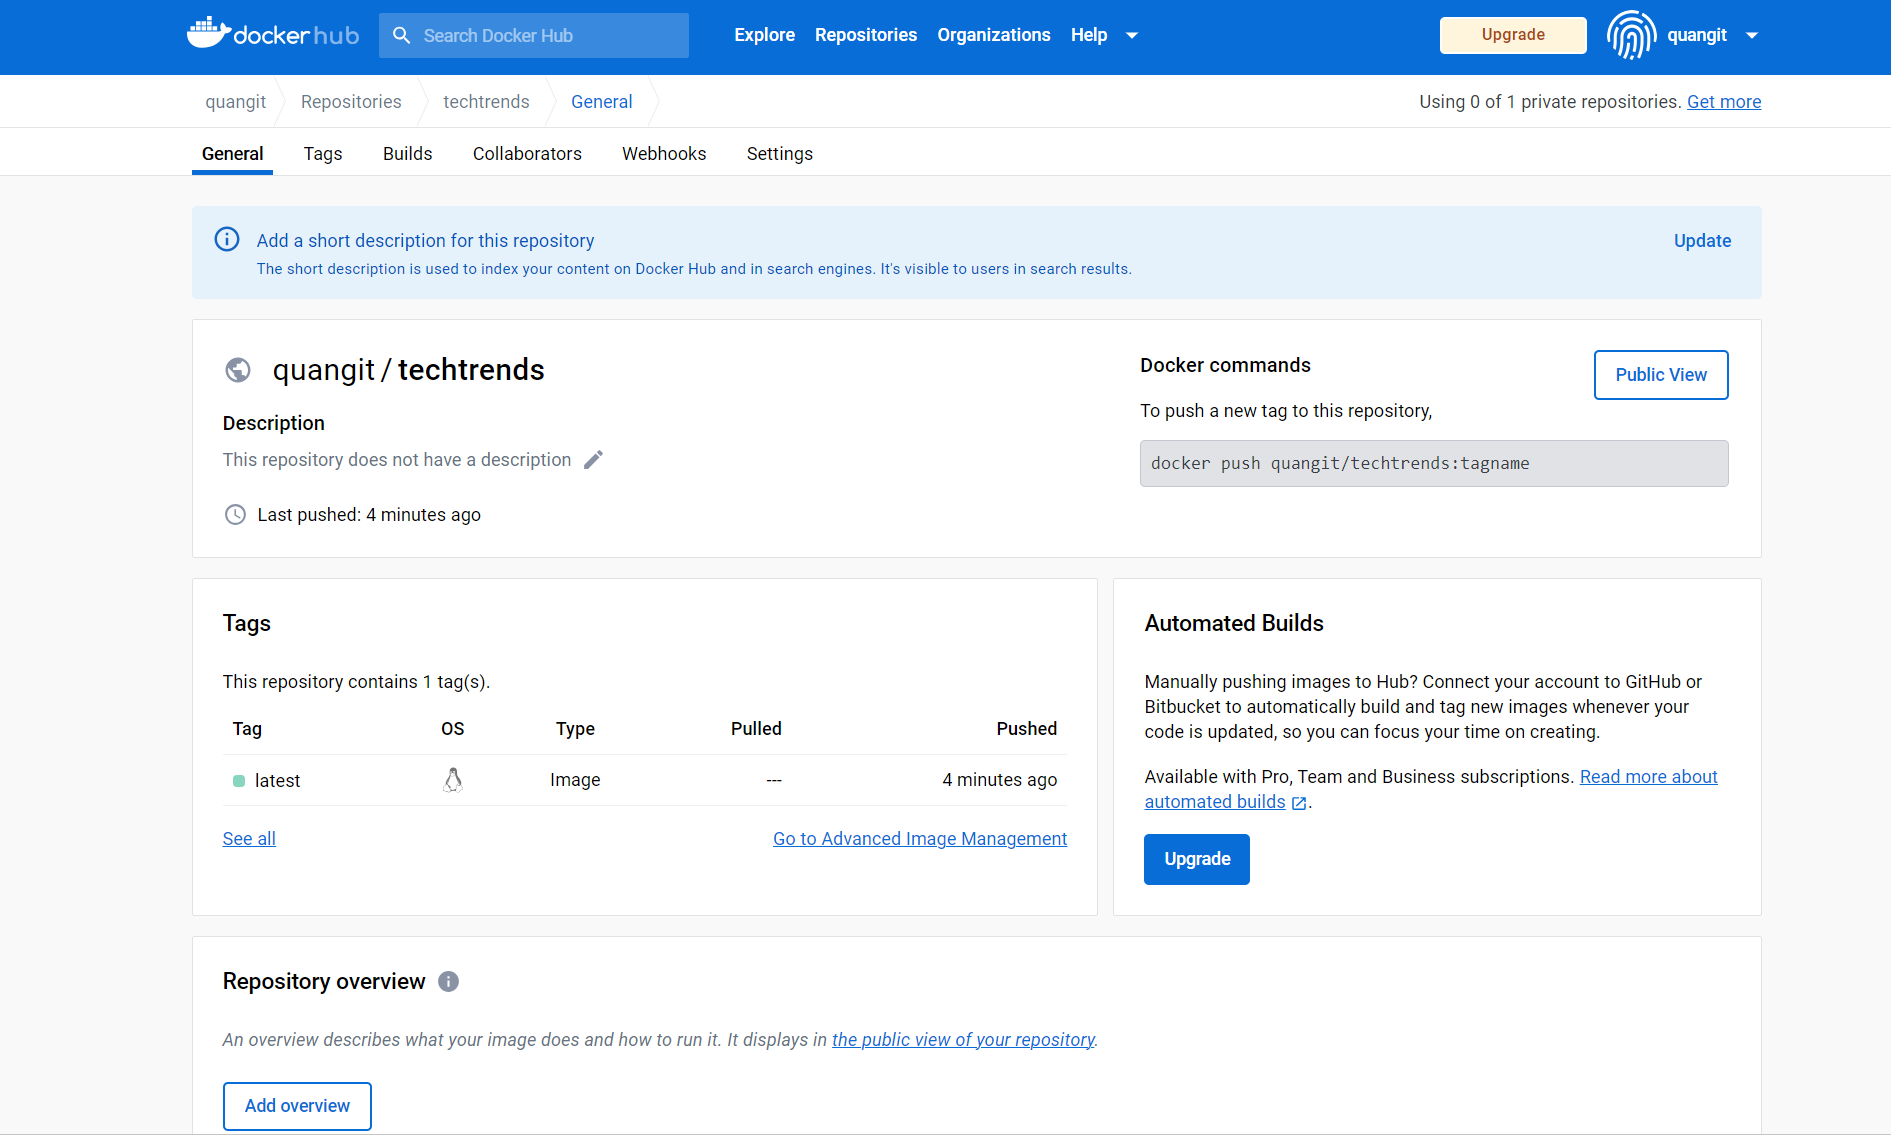 dockerhub
Search Docker Hub
Explore
Repositories
Organizations
Help
Upgrade
quangit
quangit
Repositories
techtrends
General
Using 0 of 1 private repositories. Get more
General
Tags
Builds
Collaborators
Webhooks
Settings
Add a short description for this repository
Update
The short description is used to index your content on Docker Hub and in search engines. It's visible to users in search results.
quangit / techtrends
Description
This repository does not have a description
Last pushed: 4 minutes ago
Docker commands
Public View
To push a new tag to this repository,
docker push quangit/techtrends:tagname
Tags
This repository contains 1 tag(s).
Tag OS Type Pulled Pushed
latest Image --- 4 minutes ago
See all
Go to Advanced Image Management
Automated Builds
Manually pushing images to Hub? Connect your account to GitHub or
Bitbucket to automatically build and tag new images whenever your
code is updated, so you can focus your time on creating.
Available with Pro, Team and Business subscriptions. Read more about
automated builds.
Upgrade
Repository overview
An overview describes what your image does and how to run it. It displays in the public view of your repository.
Add overview